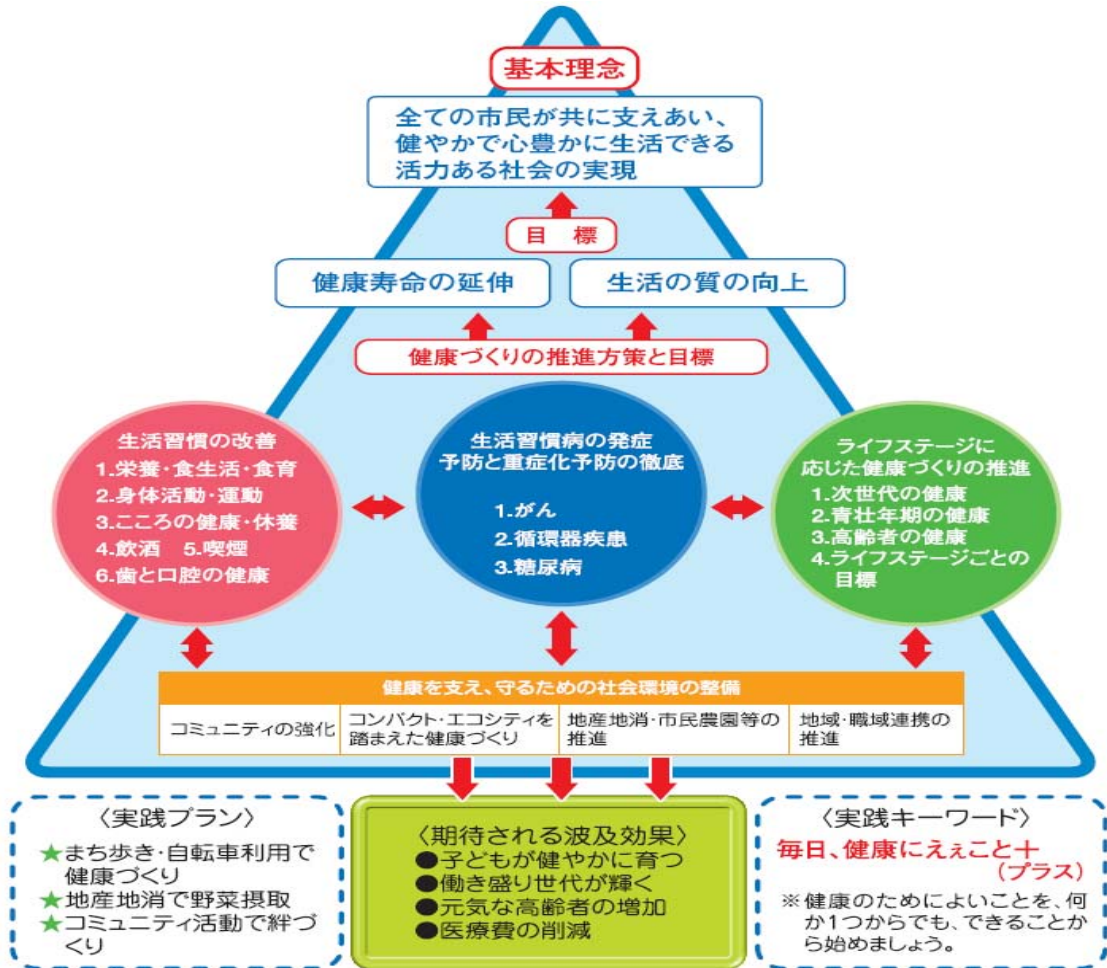 基本理念
全ての市民が共に支えあい、
健やかで心豊かに生活できる
活力ある社会の実現
目　標
健康寿命の延伸
生活の質の向上
健康づくりの推進方策と目標
生活習慣の改善
1.栄養・食生活・食育
2.身体活動・運動
3.こころの健康・休養
4.飲酒　5.喫煙
6.歯と口腔の健康
生活習慣病の発症
予防と重症化予防の徹底
1.がん
2.循環器疾患
3.糖尿病
ライフステージに
応じた健康づくりの推進
1.次世代の健康
2.青壮年期の健康
3.高齢者の健康
4.ライフステージごとの
目標
健康を支え、守るための社会環境の整備
コミュニティの強化
コンパクト・エコシティを
踏まえた健康づくり
地産地消・市民農園等の
推進
地域・職域連携の
推進
〈実践プラン〉
★まち歩き・自転車利用で
健康づくり
★地産地消で野菜摂取
★コミュニティ活動で絆づ
くり
〈期待される波及効果〉
●子どもが健やかに育つ
●働き盛り世代が輝く
●元気な高齢者の増加
●医療費の削減
〈実践キーワード〉
毎日、健康にえぇこと＋
（プラス）
※健康のためによいことを、何
か1つからでも、できることか
ら始めましょう。